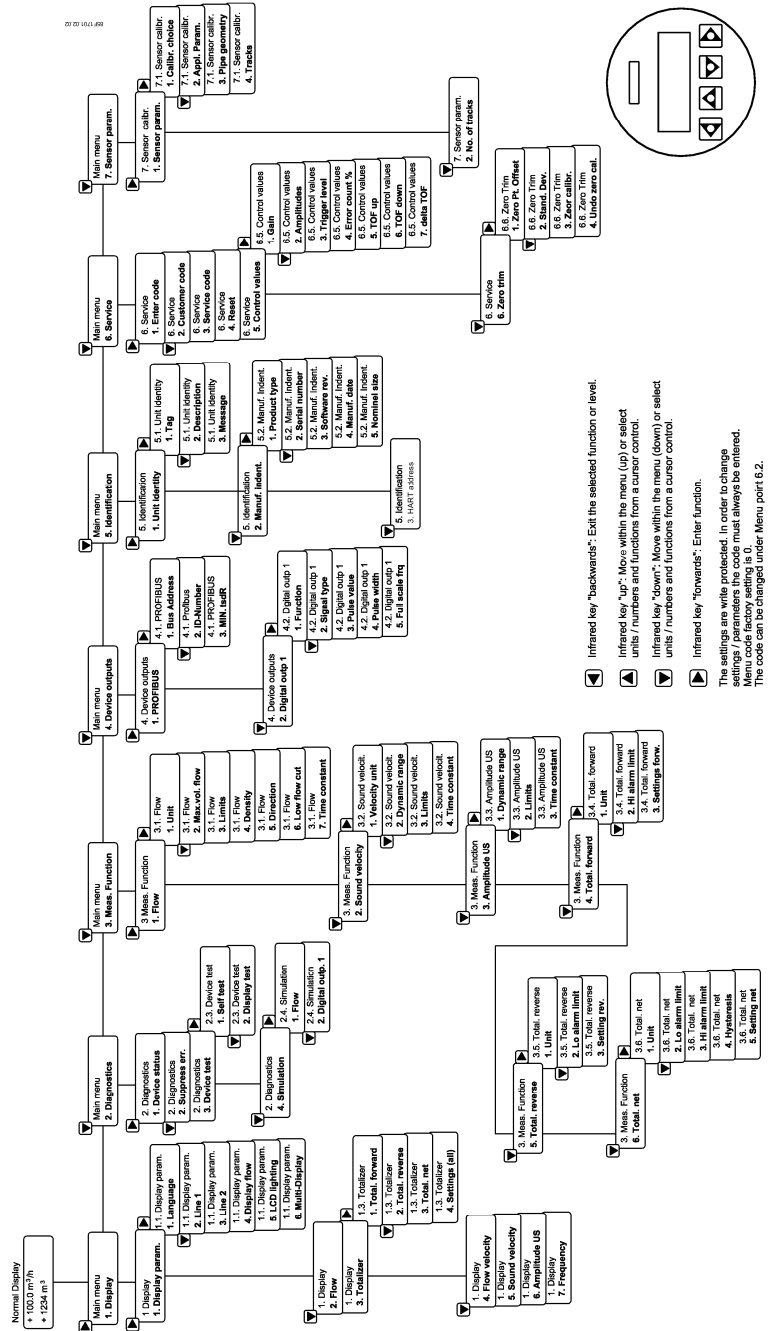 Normal Display
+ 100.0 m³/h
+ 1234 m³
Main menu
1. Display
1 Display
1. Display param.
1.1. Display param.
1. Language
1.1. Display param.
2. Line 1
1.1. Display param.
3. Line 2
1.1. Display param.
4. Display flow
1.1. Display param.
5. LCD lighting
1.1. Display param.
6. Multi-Display
1. Display
2. Flow
1. Display
3. Totalizer
1.3. Totalizer
1. Total. forward
1.3. Totalizer
2. Total. reverse
1.3. Totalizer
3. Total. net
1.3. Totalizer
4. Settings (all)
1. Display
4. Flow velocity
1. Display
5. Sound velocity
1. Display
6. Amplitude US
1. Display
7. Frequency
Main menu
2. Diagnostics
2. Diagnostics
1. Device status
2. Diagnostics
2. Suppress err.
2. Diagnostics
3. Device test
2.3. Device test
1. Self test
2.3. Device test
2. Display test
2. Diagnostics
4. Simulation
2.4. Simulation
1. Flow
2.4. Simulation
2. Digital outp. 1
Main menu
3. Meas. Function
3 Meas. Function
1. Flow
3.1. Flow
1. Unit
3.1. Flow
2. Max.vol. flow
3.1. Flow
3. Limits
3.1. Flow
4. Density
3.1. Flow
5. Direction
3.1. Flow
6. Low flow cut
3.1. Flow
7. Time constant
3. Meas. Function
2. Sound velocity
3.2. Sound velocit.
1. Velocity unit
3.2. Sound velocit.
2. Dynamic range
3.2. Sound velocit.
3. Limits
3.2. Sound velocit.
4. Time constant
3. Meas. Function
3. Amplitude US
3.3. Amplitude US
1. Dynamic range
3.3. Amplitude US
2. Limits
3.3. Amplitude US
3. Time constant
3. Meas. Function
4. Total. forward
3.4. Total. forward
1. Unit
3.4. Total. forward
2. Hi alarm limit
3.4. Total. forward
3. Settings forw.
3. Meas. Function
5. Total. reverse
3.5. Total. reverse
1. Unit
3.5. Total. reverse
2. Lo alarm limit
3.5. Total. reverse
3. Setting rev.
3. Meas. Function
6. Total. net
3.6. Total. net
1. Unit
3.6. Total. net
2. Lo alarm limit
3.6. Total. net
3. Hi alarm limit
3.6. Total. net
4. Hysteresis
3.6. Total. net
5. Setting net
Main menu
4. Device outputs
4. Device outputs
1. PROFIBUS
4.1. PROFIBUS
1. Bus Address
4.1. Profibus
2. ID-Number
4.1. PROFIBUS
3. MIN. tsdR
4. Device outputs
2. Digital outp 1
4.2. Digital outp 1
1. Function
4.2. Digital outp 1
2. Sigsal type
4.2. Digital outp 1
3. Pulse value
4.2. Digital outp 1
4. Pulse width
4.2. Digital outp 1
5. Full scale frq
Main menu
5. Identification
5. Identification
1. Unit identity
5.1. Unit identity
1. Tag
5.1. Unit identity
2. Description
5.1. Unit identity
3. Message
5. Identification
2. Manuf. Indent.
5.2. Manuf. Indent.
1. Product type
5.2. Manuf. Indent.
2. Serial number
5.2. Manuf. Indent.
3. Software rev.
5.2. Manuf. Indent.
4. Manuf. date
5.2. Manuf. Indent.
5. Nominel size
5. Identification
3. HART address
Main menu
6. Service
6. Service
1. Enter code
6. Service
2. Customer code
6. Service
3. Service code
6. Service
4. Reset
6. Service
5. Control values
6.5. Control values
1. Gain
6.5. Control values
2. Amplitudes
6.5. Control values
3. Trigger level
6.5. Control values
4. Error count %
6.5. Control values
5. TOF up
6.5. Control values
6. TOF down
6.5. Control values
7. delta TOF
6. Service
6. Zero trim
6.6. Zero Trim
1. Zero Pt. Offset
6.6. Zero Trim
2. Stand. Dev.
6.6. Zero Trim
3. Zeor calibr.
6.6. Zero Trim
4. Undo zero cal.
Main menu
7. Sensor param.
7. Sensor calibr.
1. Sensor param.
7.1. Sensor calibr.
1. Calibr. choice
7.1. Sensor calibr.
2. Appl. Param.
7.1. Sensor calibr.
3. Pipe geometry
7.1. Sensor calibr.
4. Tracks
7. Sensor param.
2. No. of tracks
Infrared key "backwards": Exit the selected function or level.
Infrared key "up": Move within the menu (up) or select
units / numbers and functions from a cursor control.
Infrared key "down": Move within the menu (down) or select
units / numbers and functions from a cursor control.
Infrared key "forwards": Enter function.
The settings are write protected. In order to change
settings / parameters the code must always be entered.
Menu code factory setting is 0.
The code can be changed under Menu point 6.2.